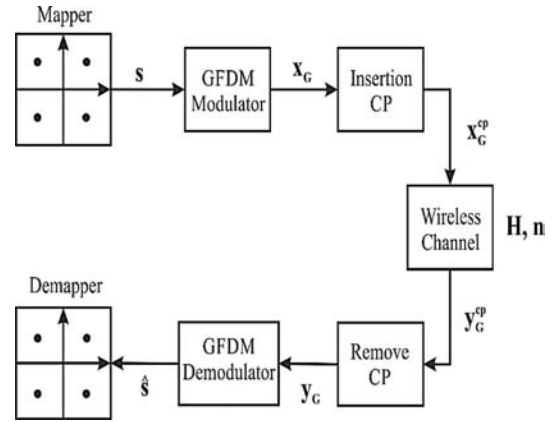 Mapper
s
GFDM
Modulator
x_G
Insertion
CP
x_G^cp
Wireless
Channel
H, n
y_G^cp
Demapper
ŝ
GFDM
Demodulator
y_G
Remove
CP